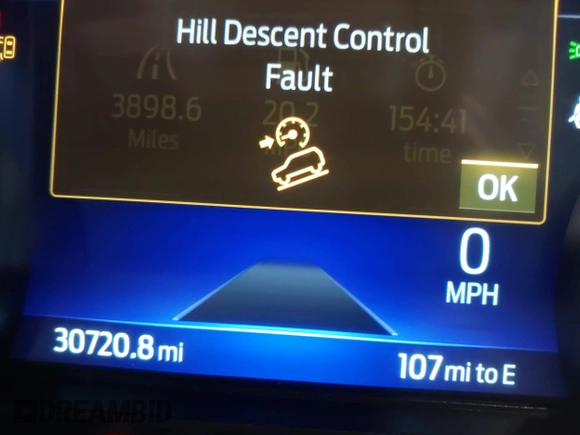 Hill Descent Control
Fault
3898.6 20.2 154:41
Miles time
OK
0
MPH
30720.8 mi 107 mi to E
DREAMBID